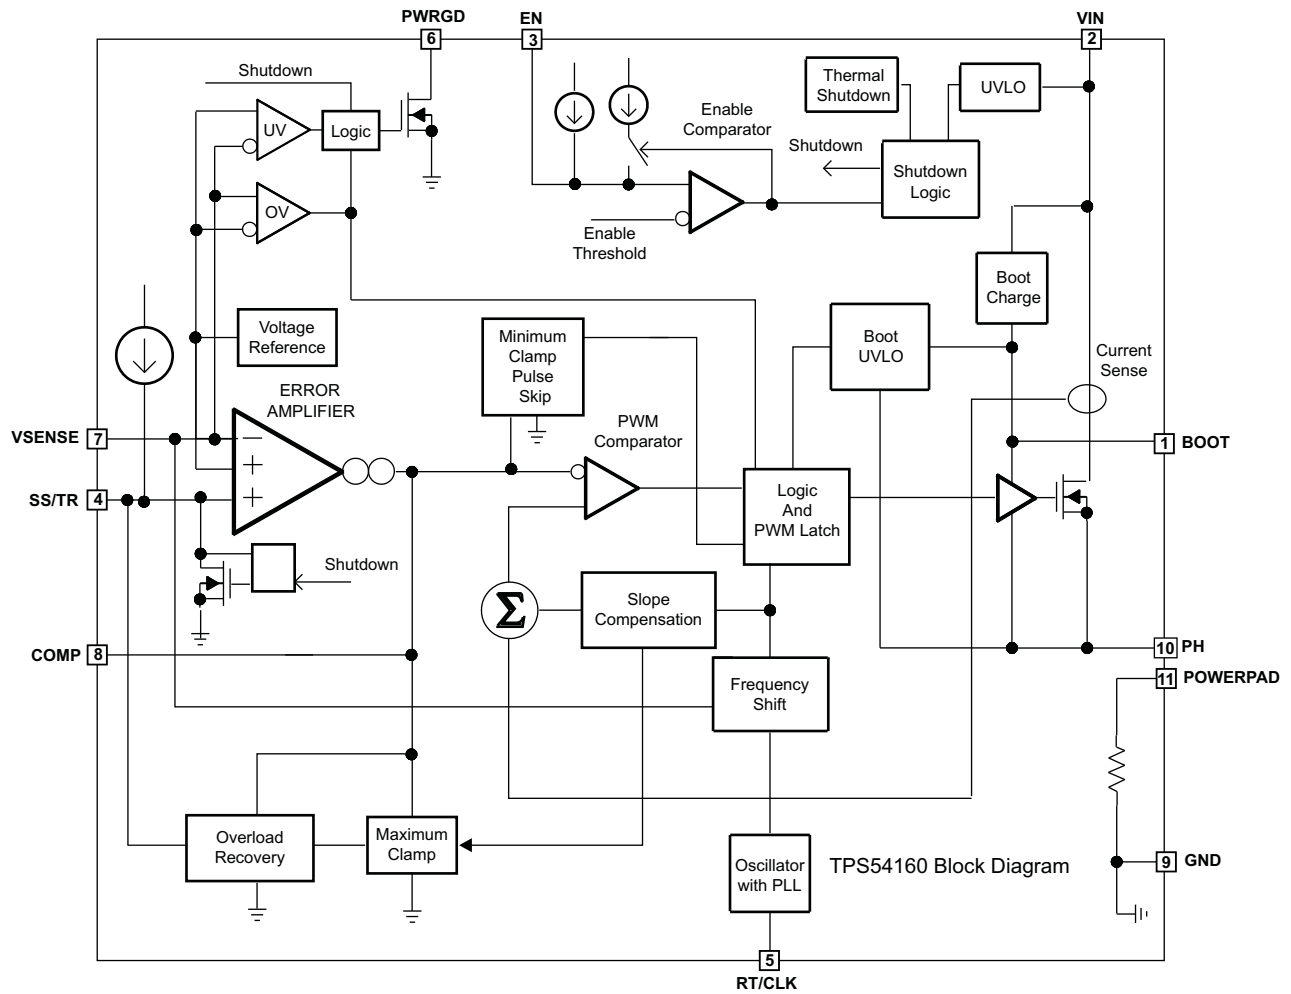 PWRGD
EN
VIN
6
3
2
Shutdown
Thermal
Shutdown
UVLO
Enable
Comparator
UV
Logic
Shutdown
Shutdown
Logic
OV
Enable
Threshold
Boot
Charge
Voltage
Reference
Minimum
Clamp
Pulse
Skip
Boot
UVLO
Current
Sense
ERROR
AMPLIFIER
PWM
Comparator
VSENSE
7
−
+
+
1
BOOT
SS/TR
4
Logic
And
PWM Latch
Shutdown
Σ
Slope
Compensation
COMP
8
10
PH
11
POWERPAD
Frequency
Shift
Overload
Recovery
Maximum
Clamp
Oscillator
with PLL
TPS54160 Block Diagram
9
GND
5
RT/CLK